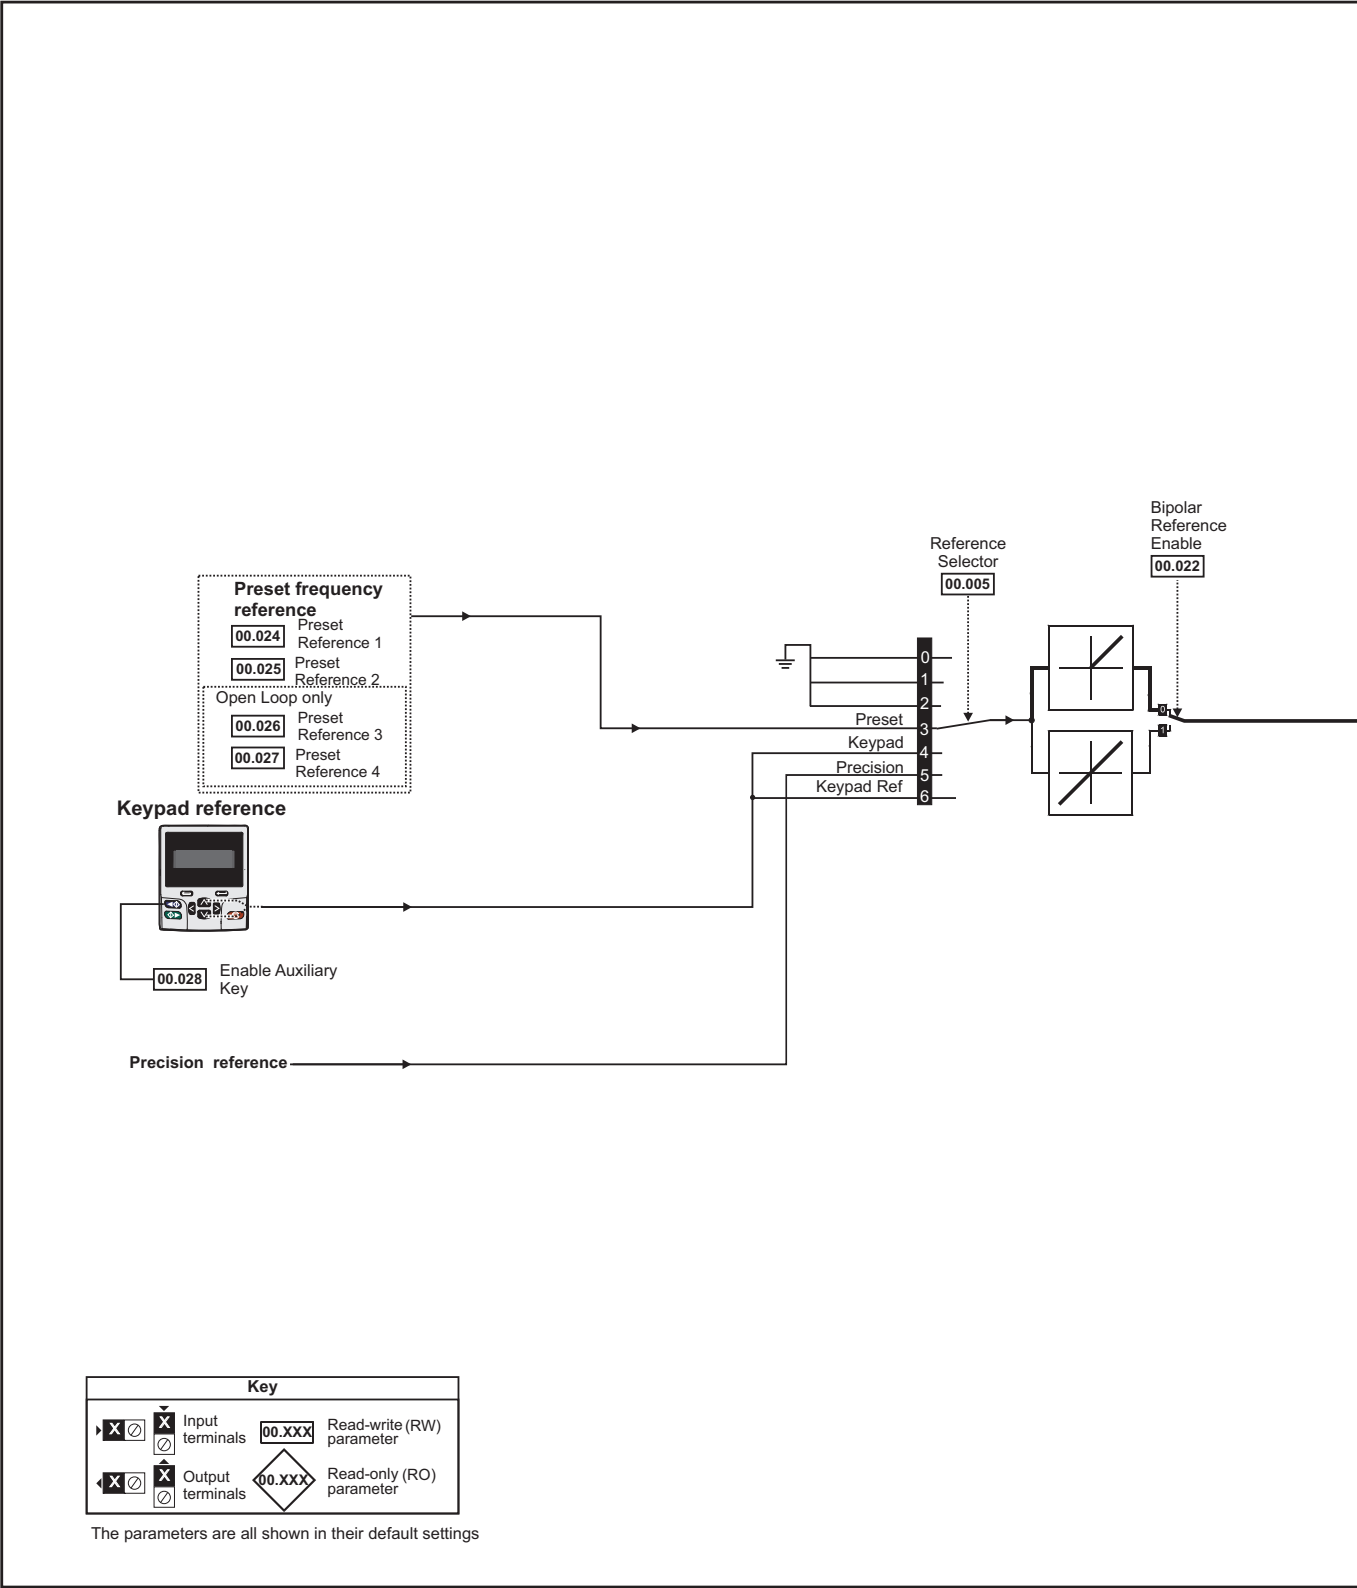 Bipolar
Reference
Enable
00.022
Reference
Selector
00.005
Preset frequency
reference
00.024
Preset
Reference 1
00.025
Preset
Reference 2
Open Loop only
00.026
Preset
Reference 3
00.027
Preset
Reference 4
0
1
2
Preset
3
Keypad
4
Precision
5
Keypad Ref
6
0
1
Keypad reference
00.028
Enable Auxiliary
Key
Precision reference
Key
X
X
Input
terminals
00.XXX
Read-write (RW)
parameter
X
X
Output
terminals
00.XXX
Read-only (RO)
parameter
The parameters are all shown in their default settings